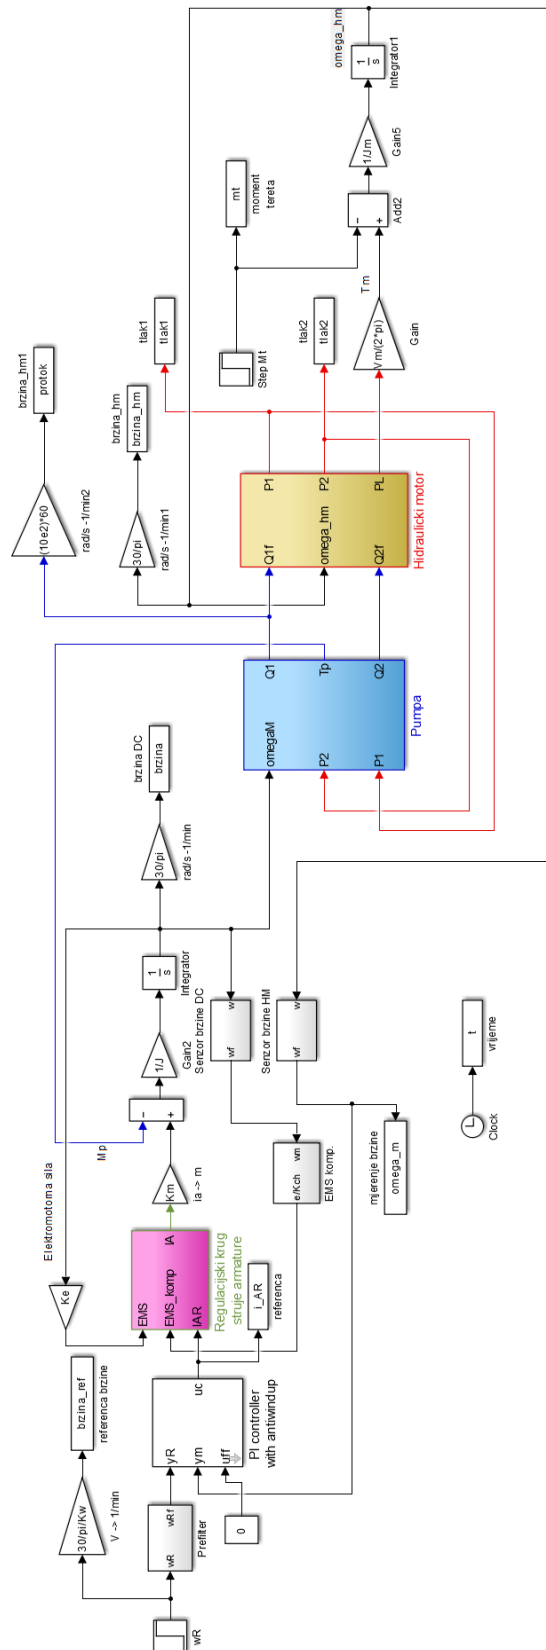 wR
30/pi/Kw
V -> 1/min
brzina_ref
referenca brzine
wR
wRf
Prefilter
0
yR
ym
uff
uc
PI controller
with antiwindup
i_AR
referenca
Ke
Elektromotorna sila
EMS
EMS_komp
IAR
IA
Regulacijski krug
struje armature
Km
ia -> m
Mp
−
+
1/J
Gain2
1
s
Integrator
30/pi
rad/s -1/min
brzina DC
brzina
Senzor brzine DC
wf
w
e/Kch
wm
EMS komp.
Senzor brzine HM
wf
w
mjerenje brzine
omega_m
Clock
t
vrijeme
omegaM
P2
P1
Q1
Tp
Q2
Pumpa
(10e2)*60
rad/s -1/min2
brzina_hm1
protok
30/pi
rad/s -1/min1
brzina_hm
brzina_hm
Q1f
omega_hm
Q2f
P1
P2
PL
Hidraulicki motor
tlak1
tlak1
Step Mt
mt
moment
tereta
tlak2
tlak2
Vm/(2*pi)
Gain
Tm
−
+
Add2
1/Jm
Gain5
1
s
Integrator1
omega_hm